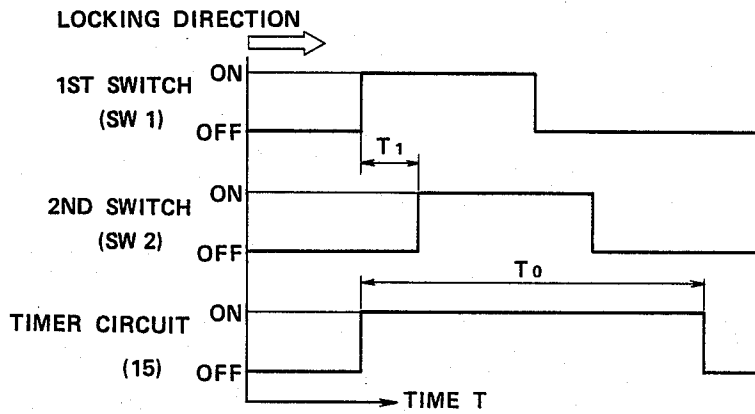 LOCKING DIRECTION
ON
1ST SWITCH
(SW 1)
OFF
T1
ON
2ND SWITCH
(SW 2)
OFF
T0
ON
TIMER CIRCUIT
(15)
OFF
TIME T